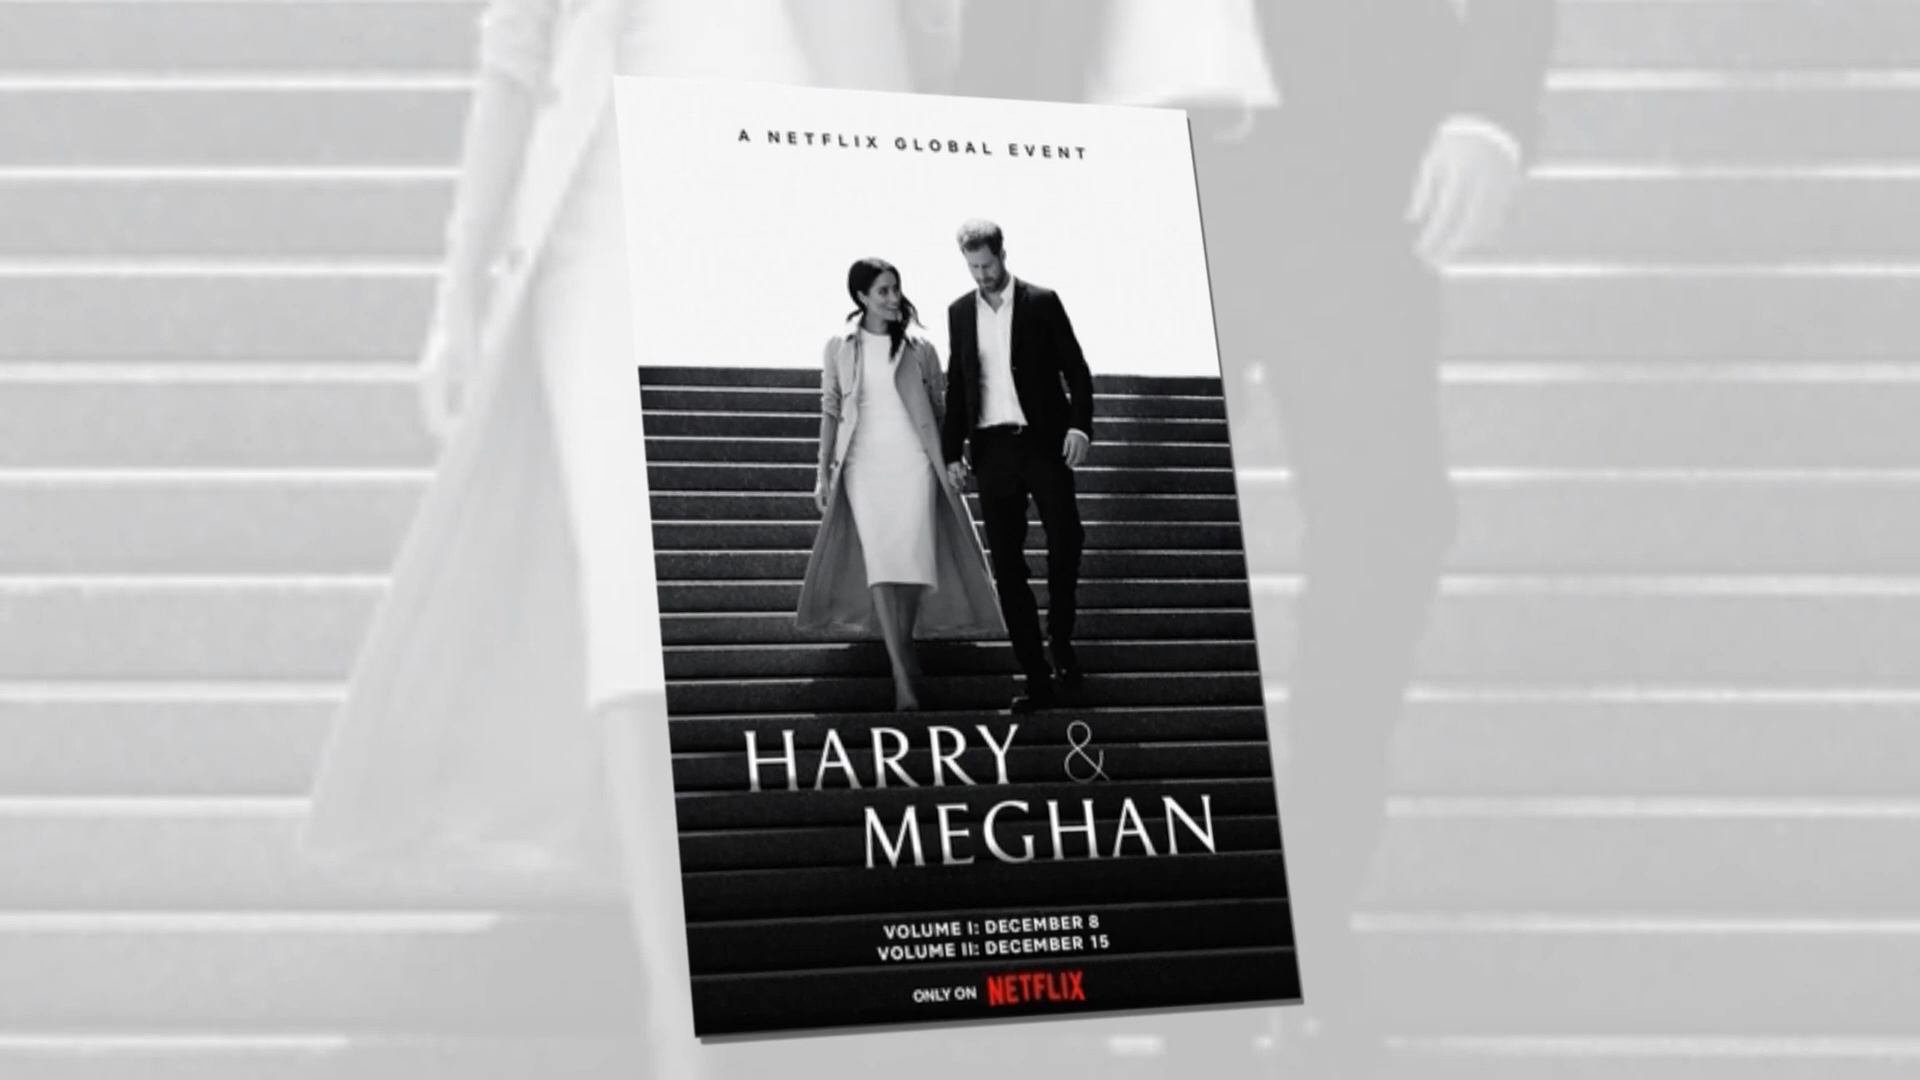 A NETFLIX GLOBAL EVENT
HARRY &
MEGHAN
VOLUME I: DECEMBER 8
VOLUME II: DECEMBER 15
ONLY ON NETFLIX